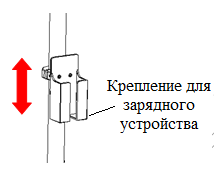 Крепление для
зарядного
устройства